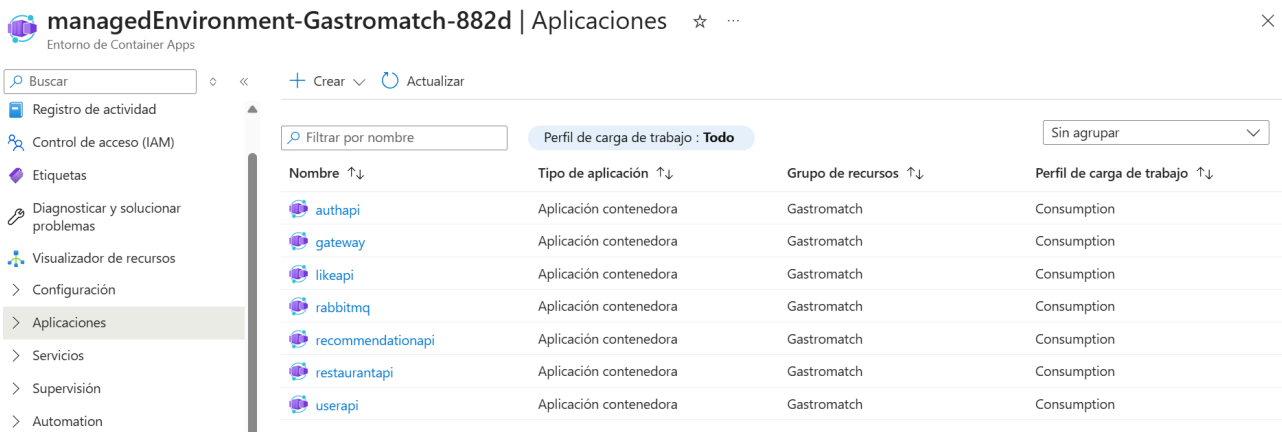 managedEnvironment-Gastromatch-882d | Aplicaciones
Entorno de Container Apps
Buscar
Crear
Actualizar
Registro de actividad
Control de acceso (IAM)
Etiquetas
Diagnosticar y solucionar
problemas
Visualizador de recursos
Configuración
Aplicaciones
Servicios
Supervisión
Automation
Filtrar por nombre
Perfil de carga de trabajo : Todo
Sin agrupar
Nombre Tipo de aplicación Grupo de recursos Perfil de carga de trabajo
authapi Aplicación contenedora Gastromatch Consumption
gateway Aplicación contenedora Gastromatch Consumption
likeapi Aplicación contenedora Gastromatch Consumption
rabbitmq Aplicación contenedora Gastromatch Consumption
recommendationapi Aplicación contenedora Gastromatch Consumption
restaurantapi Aplicación contenedora Gastromatch Consumption
userapi Aplicación contenedora Gastromatch Consumption